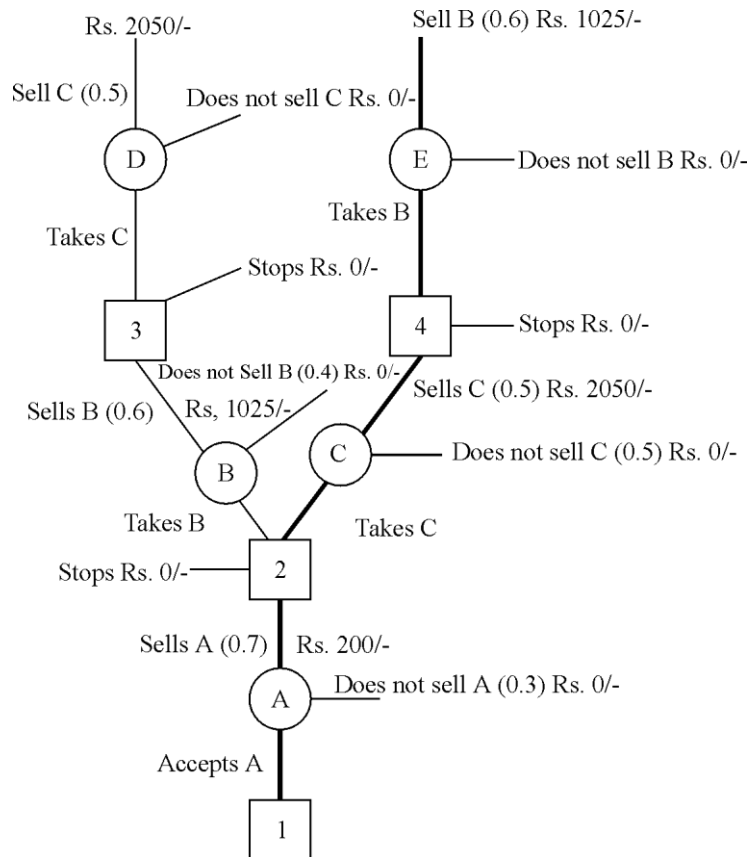 Sell B (0.6) Rs. 1025/-
Rs. 2050/-
Sell C (0.5)
Does not sell C Rs. 0/-
D
E
Does not sell B Rs. 0/-
Takes C
Takes B
Stops Rs. 0/-
3
4
Stops Rs. 0/-
Does not Sell B (0.4) Rs. 0/-
Sells C (0.5) Rs. 2050/-
Sells B (0.6)
Rs, 1025/-
B
C
Does not sell C (0.5) Rs. 0/-
Takes B
Takes C
Stops Rs. 0/-
2
Sells A (0.7)
Rs. 200/-
A
Does not sell A (0.3) Rs. 0/-
Accepts A
1